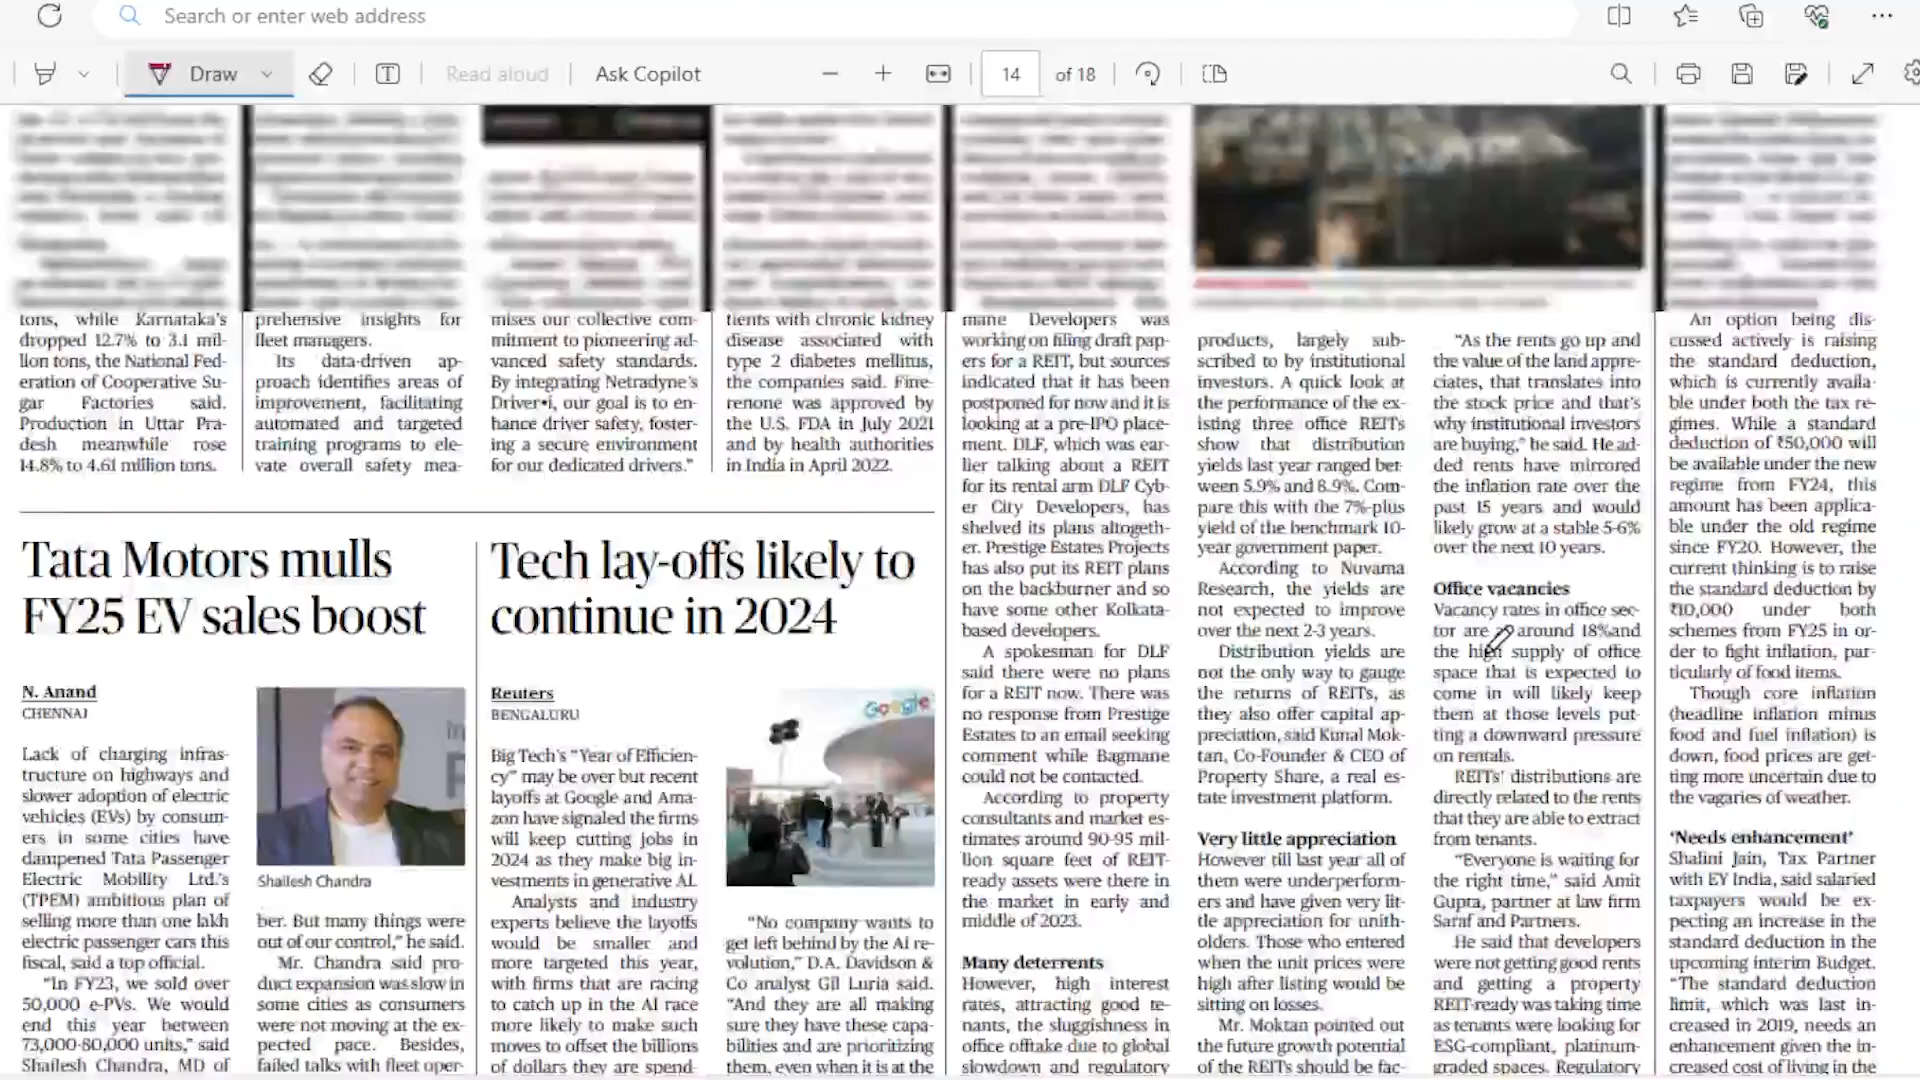 Search or enter web address
Draw
Read aloud
Ask Copilot
14
of 18
tons, while Karnataka's
dropped 12.7% to 3.1 mil-
lion tons, the National Fed-
eration of Cooperative Su-
gar Factories said.
Production in Uttar Pra-
desh meanwhile rose
14.8% to 4.61 million tons.
prehensive insights for
fleet managers.
Its data-driven ap-
proach identifies areas of
improvement, facilitating
automated and targeted
training programs to ele-
vate overall safety mea-
mises our collective com-
mitment to pioneering ad-
vanced safety standards.
By integrating Netradyne's
Driver•i, our goal is to en-
hance driver safety, foster-
ing a secure environment
for our dedicated drivers."
tients with chronic kidney
disease associated with
type 2 diabetes mellitus,
the companies said. Fine-
renone was approved by
the U.S. FDA in July 2021
and by health authorities
in India in April 2022.
Tata Motors mulls
FY25 EV sales boost
N. Anand
CHENNAI
Lack of charging infras-
tructure on highways and
slower adoption of electric
vehicles (EVs) by consum-
ers in some cities have
dampened Tata Passenger
Electric Mobility Ltd.'s
(TPEM) ambitious plan of
selling more than one lakh
electric passenger cars this
fiscal, said a top official.
"In FY23, we sold over
50,000 e-PVs. We would
end this year between
73,000-80,000 units," said
Shailesh Chandra, MD of
Shailesh Chandra
ber. But many things were
out of our control," he said.
Mr. Chandra said pro-
duct expansion was slow in
some cities as consumers
were not moving at the ex-
pected pace. Besides,
failed talks with fleet oper-
Tech lay-offs likely to
continue in 2024
Reuters
BENGALURU
Big Tech's "Year of Efficien-
cy" may be over but recent
layoffs at Google and Ama-
zon have signaled the firms
will keep cutting jobs in
2024 as they make big in-
vestments in generative AI.
Analysts and industry
experts believe the layoffs
would be smaller and
more targeted this year,
with firms that are racing
to catch up in the AI race
more likely to make such
moves to offset the billions
of dollars they are spend-
Google
"No company wants to
get left behind by the AI re-
volution," D.A. Davidson &
Co analyst Gil Luria said.
"And they are all making
sure they have these capa-
bilities and are prioritizing
them, even when it is at the
mane Developers was
working on filing draft pap-
ers for a REIT, but sources
indicated that it has been
postponed for now and it is
looking at a pre-IPO place-
ment. DLF, which was ear-
lier talking about a REIT
for its rental arm DLF Cyb-
er City Developers, has
shelved its plans altogeth-
er. Prestige Estates Projects
has also put its REIT plans
on the backburner and so
have some other Kolkata-
based developers.
A spokesman for DLF
said there were no plans
for a REIT now. There was
no response from Prestige
Estates to an email seeking
comment while Bagmane
could not be contacted.
According to property
consultants and market es-
timates around 90-95 mil-
lion square feet of REIT-
ready assets were there in
the market in early and
middle of 2023.
Many deterrents
However, high interest
rates, attracting good te-
nants, the sluggishness in
office offtake due to global
slowdown and regulatory
products, largely sub-
scribed to by institutional
investors. A quick look at
the performance of the ex-
isting three office REITs
show that distribution
yields last year ranged bet-
ween 5.9% and 8.9%. Com-
pare this with the 7%-plus
yield of the benchmark 10-
year government paper.
According to Nuvama
Research, the yields are
not expected to improve
over the next 2-3 years.
Distribution yields are
not the only way to gauge
the returns of REITs, as
they also offer capital ap-
preciation, said Kunal Mok-
tan, Co-Founder & CEO of
Property Share, a real es-
tate investment platform.
Very little appreciation
However till last year all of
them were underperform-
ers and have given very lit-
tle appreciation for unith-
olders. Those who entered
when the unit prices were
high after listing would be
sitting on losses.
Mr. Moktan pointed out
the future growth potential
of the REITs should be fac-
"As the rents go up and
the value of the land appre-
ciates, that translates into
the stock price and that's
why institutional investors
are buying," he said. He ad-
ded rents have mirrored
the inflation rate over the
past 15 years and would
likely grow at a stable 5-6%
over the next 10 years.
Office vacancies
Vacancy rates in office sec-
tor are around 18%and
the high supply of office
space that is expected to
come in will likely keep
them at those levels put-
ting a downward pressure
on rentals.
REITs' distributions are
directly related to the rents
that they are able to extract
from tenants.
"Everyone is waiting for
the right time," said Amit
Gupta, partner at law firm
Saraf and Partners.
He said that developers
were not getting good rents
and getting a property
REIT-ready was taking time
as tenants were looking for
ESG-compliant, platinum-
graded spaces. Regulatory
An option being dis-
cussed actively is raising
the standard deduction,
which is currently availa-
ble under both the tax re-
gimes. While a standard
deduction of ₹50,000 will
be available under the new
regime from FY24, this
amount has been applica-
ble under the old regime
since FY20. However, the
current thinking is to raise
the standard deduction by
₹10,000 under both
schemes from FY25 in or-
der to fight inflation, par-
ticularly of food items.
Though core inflation
(headline inflation minus
food and fuel inflation) is
down, food prices are get-
ting more uncertain due to
the vagaries of weather.
'Needs enhancement'
Shalini Jain, Tax Partner
with EY India, said salaried
taxpayers would be ex-
pecting an increase in the
standard deduction in the
upcoming interim Budget.
"The standard deduction
limit, which was last in-
creased in 2019, needs an
enhancement given the in-
creased cost of living in the